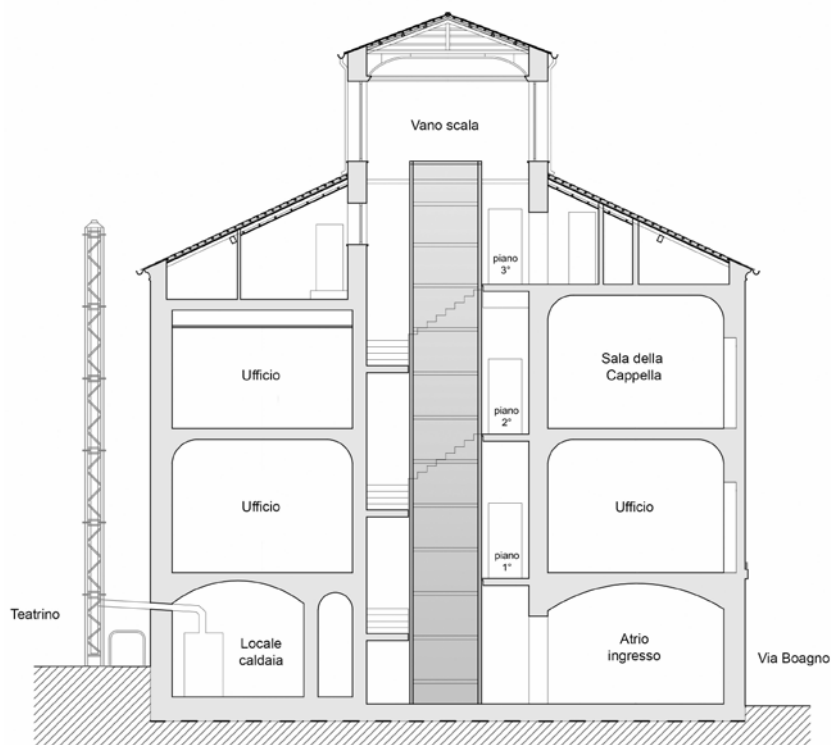 Vano scala
piano
3°
Ufficio
Sala della
Cappella
piano
2°
Ufficio
Ufficio
piano
1°
Teatrino
Locale
caldaia
Atrio
ingresso
Via Boagno